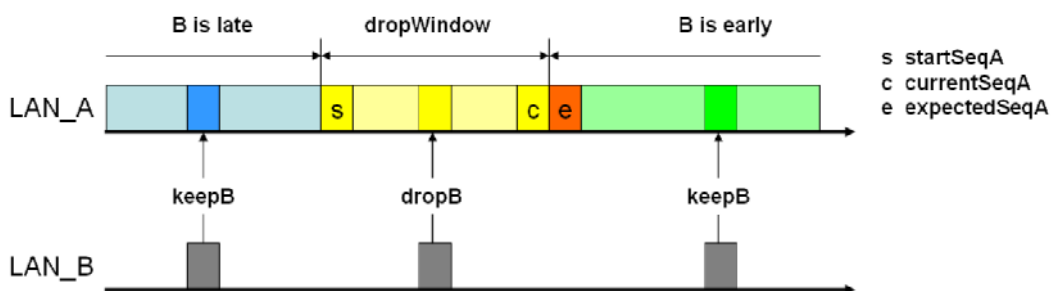 B is late dropWindow B is early
s startSeqA
c currentSeqA
e expectedSeqA
LAN_A s c e
keepB dropB keepB
LAN_B